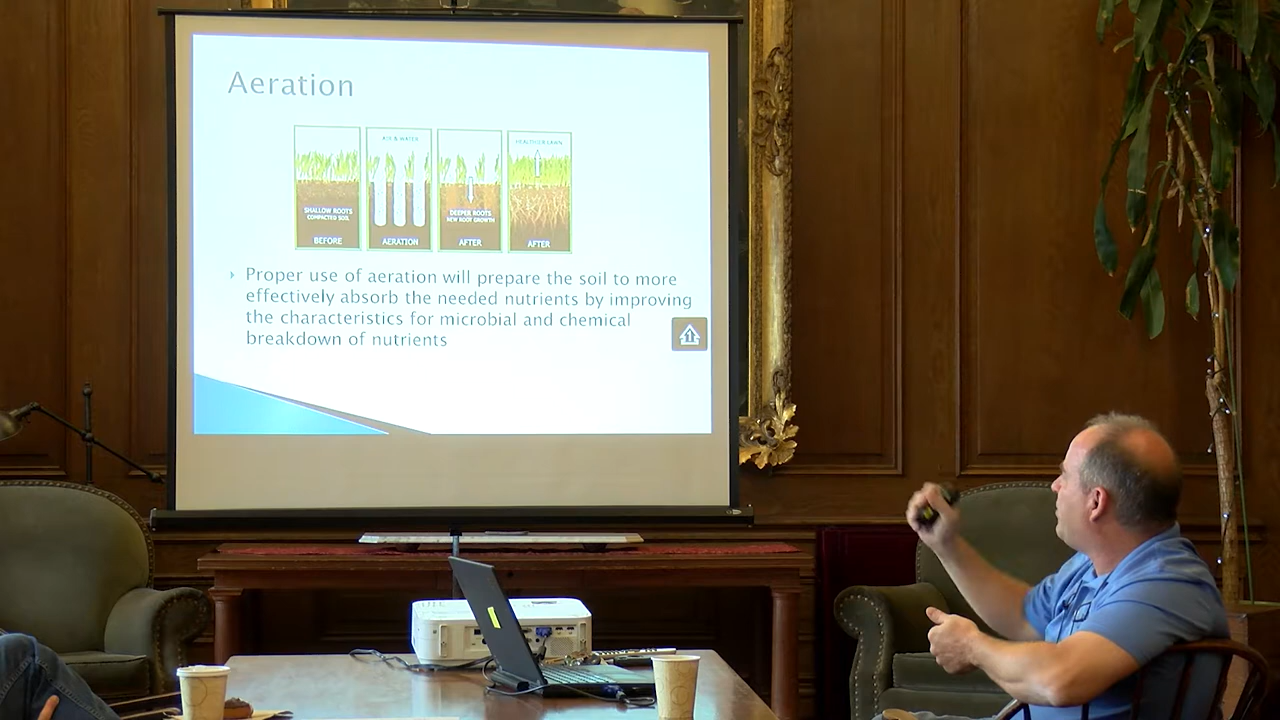 Aeration
AIR & WATER
HEALTHIER LAWN
SHALLOW ROOTS
COMPACTED SOIL
DEEPER ROOTS
NEW ROOT GROWTH
BEFORE
AERATION
AFTER
AFTER
Proper use of aeration will prepare the soil to more
effectively absorb the needed nutrients by improving
the characteristics for microbial and chemical
breakdown of nutrients